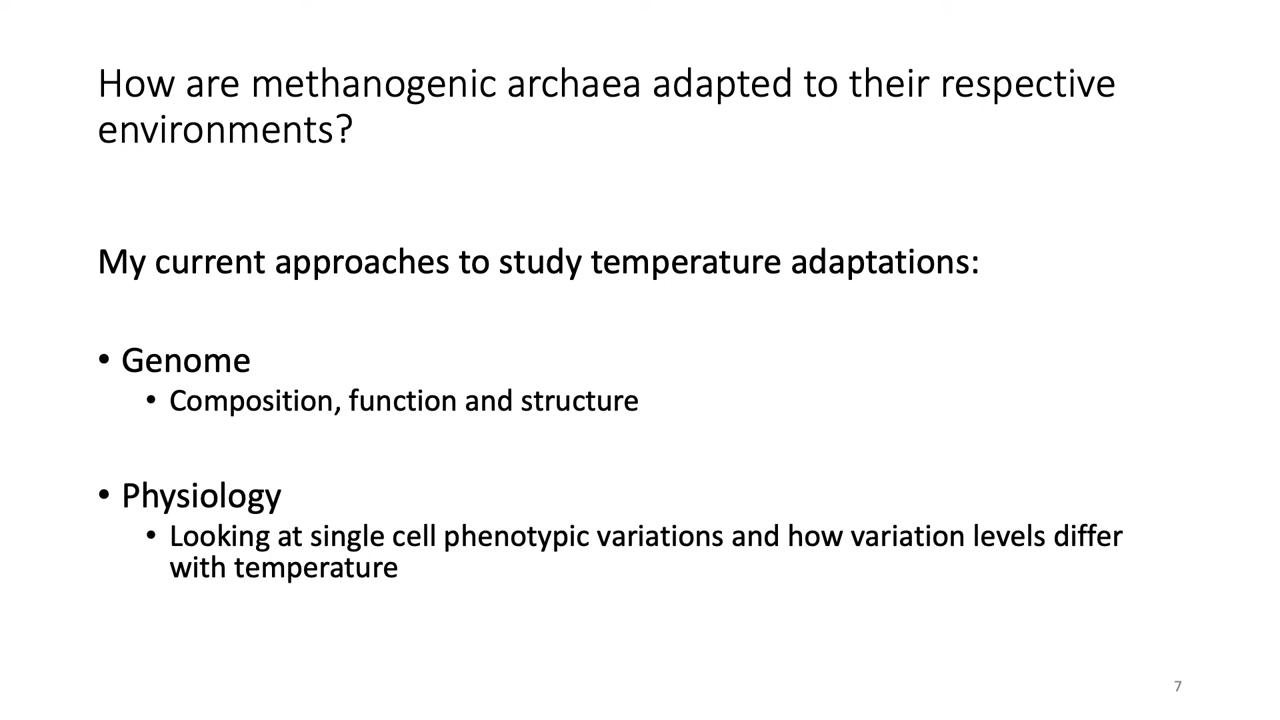 How are methanogenic archaea adapted to their respective
environments?
My current approaches to study temperature adaptations:
• Genome
• Composition, function and structure
• Physiology
• Looking at single cell phenotypic variations and how variation levels differ
with temperature
7